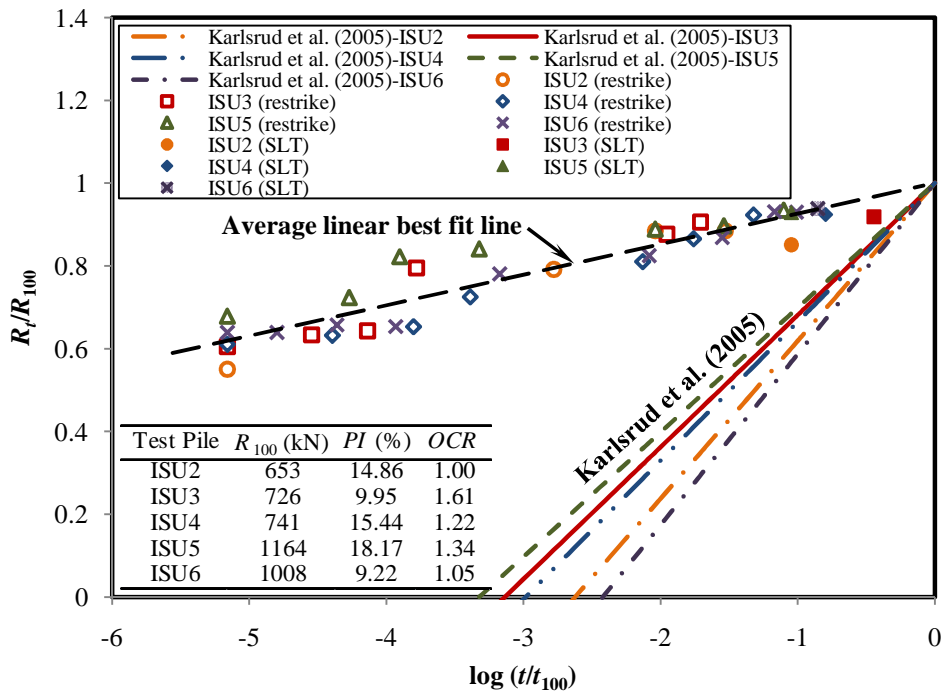 1.4
1.2
1
0.8
0.6
0.4
0.2
0
R_t/R_100
Karlsrud et al. (2005)-ISU2 Karlsrud et al. (2005)-ISU3
Karlsrud et al. (2005)-ISU4 Karlsrud et al. (2005)-ISU5
Karlsrud et al. (2005)-ISU6 ISU2 (restrike)
ISU3 (restrike) ISU4 (restrike)
ISU5 (restrike) ISU6 (restrike)
ISU2 (SLT) ISU3 (SLT)
ISU4 (SLT) ISU5 (SLT)
ISU6 (SLT)
Average linear best fit line
Karlsrud et al. (2005)
Test Pile R_100 (kN) PI (%) OCR
ISU2 653 14.86 1.00
ISU3 726 9.95 1.61
ISU4 741 15.44 1.22
ISU5 1164 18.17 1.34
ISU6 1008 9.22 1.05
-6 -5 -4 -3 -2 -1 0
log (t/t_100)